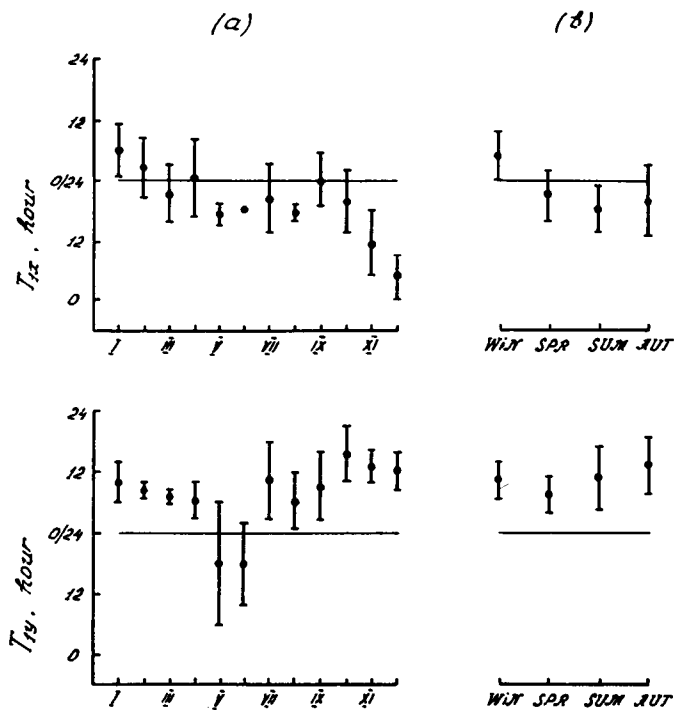 (a) (b)
24
12
0/24
12
0
T1x, hour
I III V VII IX XI
WiN SPR SUM AUT
24
12
0/24
12
0
T1y, hour
I III V VII IX XI
WiN SPR SUM AUT